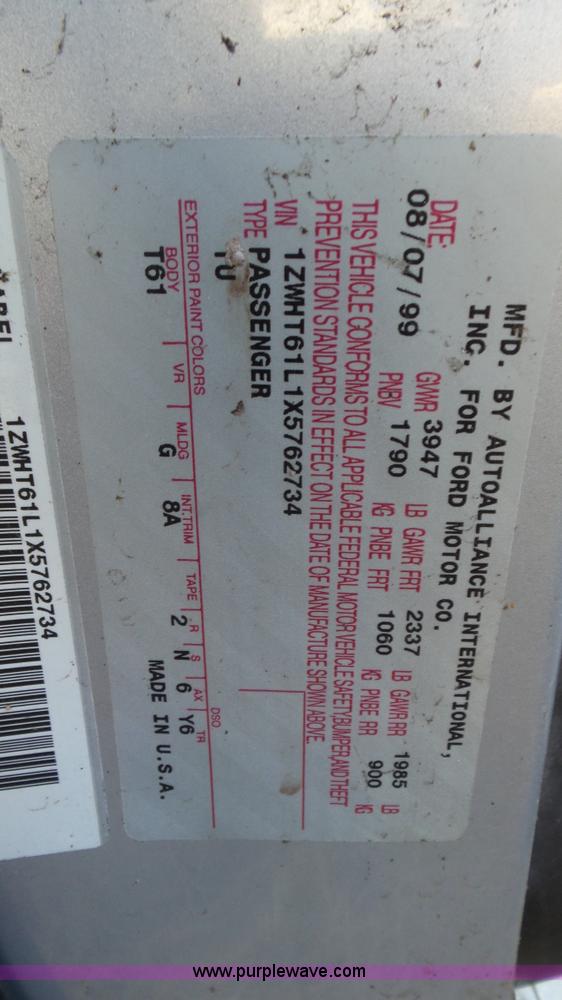 MFD. BY AUTOALLIANCE INTERNATIONAL,
INC. FOR FORD MOTOR CO.
DATE: 08/07/99 GVWR 3947 LB GAWR FRT 2337 LB GAWR RR 1985 LB
PNBV 1790 KG PNBE FRT 1060 KG PNBE RR 900 KG
THIS VEHICLE CONFORMS TO ALL APPLICABLE FEDERAL MOTOR VEHICLE SAFETY, BUMPER, AND THEFT
PREVENTION STANDARDS IN EFFECT ON THE DATE OF MANUFACTURE SHOWN ABOVE.
VIN 1ZWHT61L1X5762734
TYPE PASSENGER
TU
EXTERIOR PAINT COLORS DSO
BODY VR MLDG INT. TRIM TAPE R S AX TR
T61 G 8A 2 N 6 Y6
MADE IN U.S.A.
1ZWHT61L1X5762734
www.purplewave.com